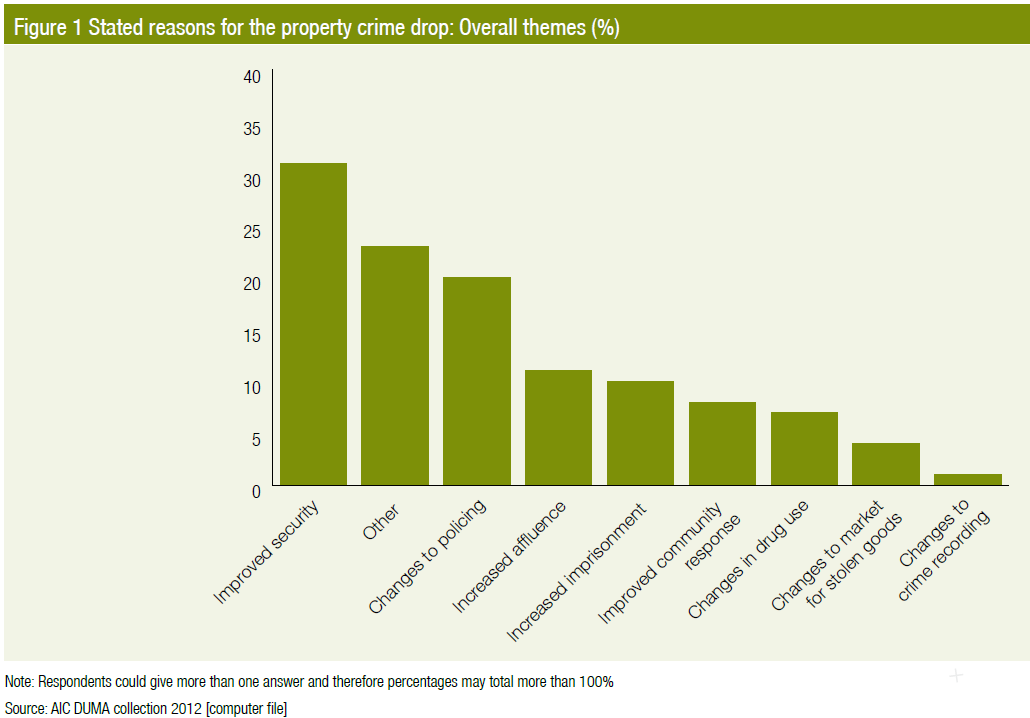 Figure 1 Stated reasons for the property crime drop: Overall themes (%)
40
35
30
25
20
15
10
5
0
Improved security
Other
Changes to policing
Increased affluence
Increased imprisonment
Improved community
response
Changes in drug use
Changes to market
for stolen goods
Changes to
crime recording
Note: Respondents could give more than one answer and therefore percentages may total more than 100%
Source: AIC DUMA collection 2012 [computer file]